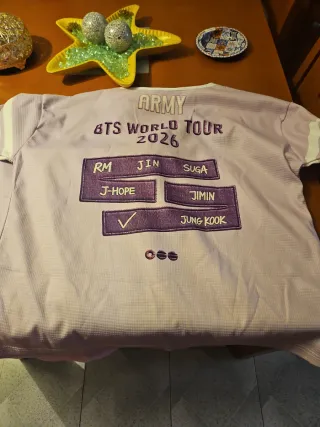 ARMY
BTS WORLD TOUR
2026
RM JIN SUGA
J-HOPE JIMIN
✓ JUNG KOOK